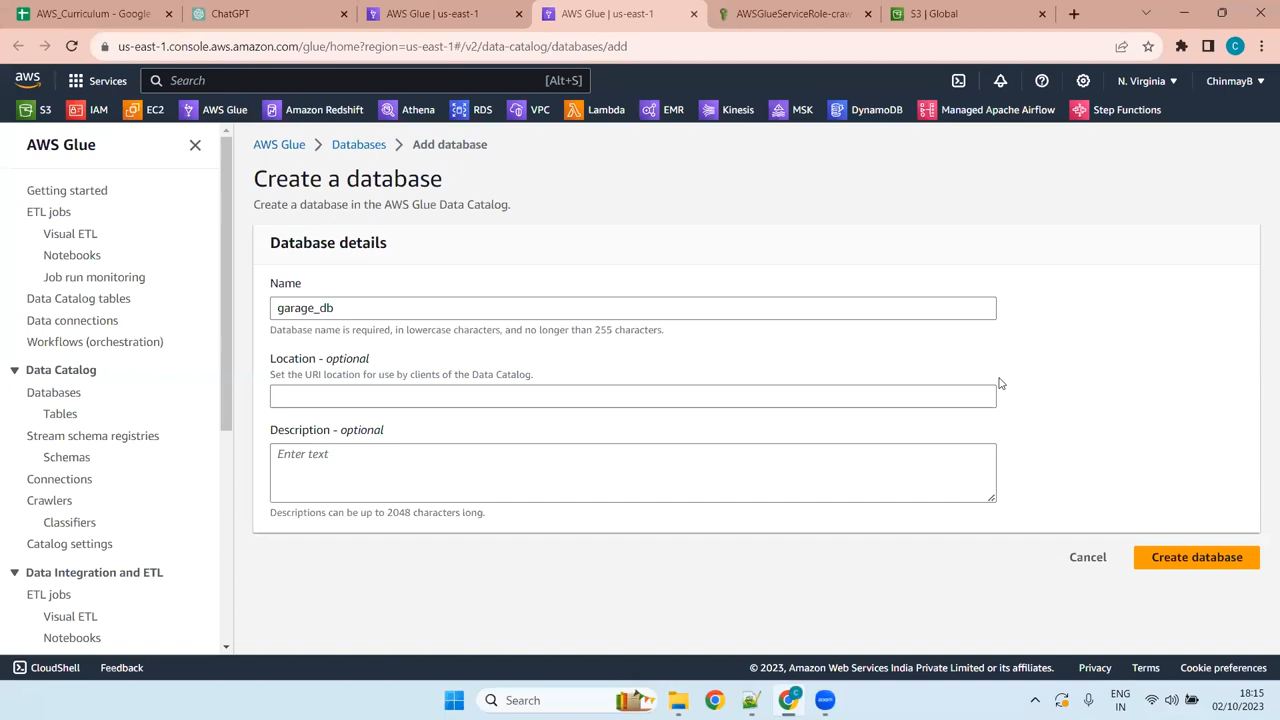 AWS_Curriculum - Google
ChatGPT
AWS Glue | us-east-1
AWS Glue | us-east-1
AWSGlueServiceRole-craw
S3 | Global
us-east-1.console.aws.amazon.com/glue/home?region=us-east-1#/v2/data-catalog/databases/add
C
aws
Services
Search
[Alt+S]
N. Virginia
ChinmayB
S3
IAM
EC2
AWS Glue
Amazon Redshift
Athena
RDS
VPC
Lambda
EMR
Kinesis
MSK
DynamoDB
Managed Apache Airflow
Step Functions
AWS Glue
Getting started
ETL jobs
Visual ETL
Notebooks
Job run monitoring
Data Catalog tables
Data connections
Workflows (orchestration)
Data Catalog
Databases
Tables
Stream schema registries
Schemas
Connections
Crawlers
Classifiers
Catalog settings
Data Integration and ETL
ETL jobs
Visual ETL
Notebooks
AWS Glue > Databases > Add database
Create a database
Create a database in the AWS Glue Data Catalog.
Database details
Name
garage_db
Database name is required, in lowercase characters, and no longer than 255 characters.
Location - optional
Set the URI location for use by clients of the Data Catalog.
Description - optional
Enter text
Descriptions can be up to 2048 characters long.
Cancel
Create database
CloudShell
Feedback
© 2023, Amazon Web Services India Private Limited or its affiliates.
Privacy
Terms
Cookie preferences
Search
zoom
ENG
IN
18:15
02/10/2023